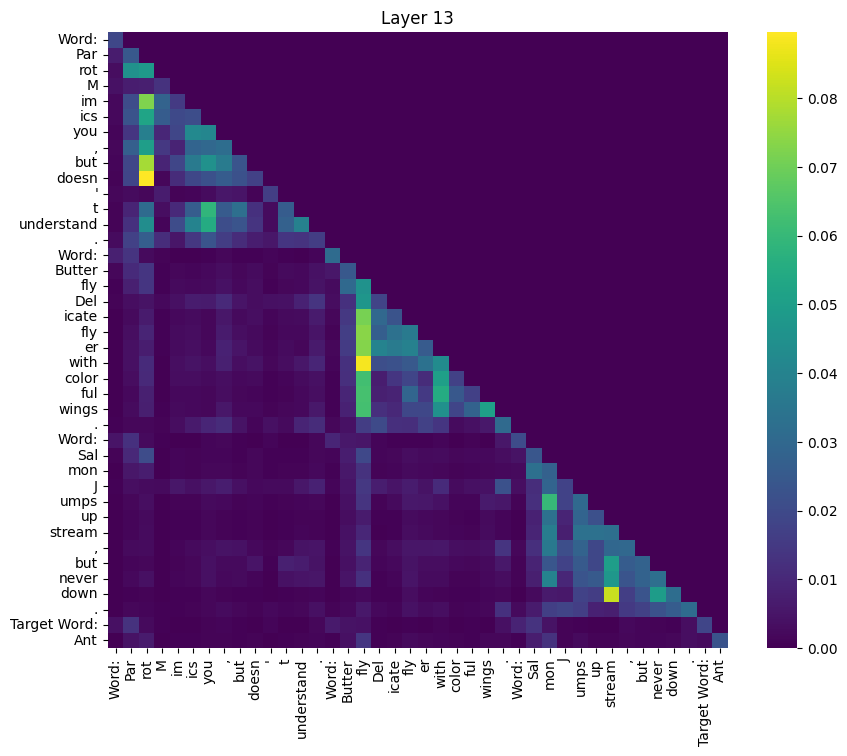 Layer 13
Word:
Par
rot
M
im
ics
you
,
but
doesn
'
t
understand
.
Word:
Butter
fly
Del
icate
fly
er
with
color
ful
wings
.
Word:
Sal
mon
J
umps
up
stream
,
but
never
down
.
Target Word:
Ant
0.08
0.07
0.06
0.05
0.04
0.03
0.02
0.01
0.00
Word:
Par
rot
M
im
ics
you
,
but
doesn
'
t
understand
.
Word:
Butter
fly
Del
icate
fly
er
with
color
ful
wings
.
Word:
Sal
mon
J
umps
up
stream
,
but
never
down
.
Target Word:
Ant